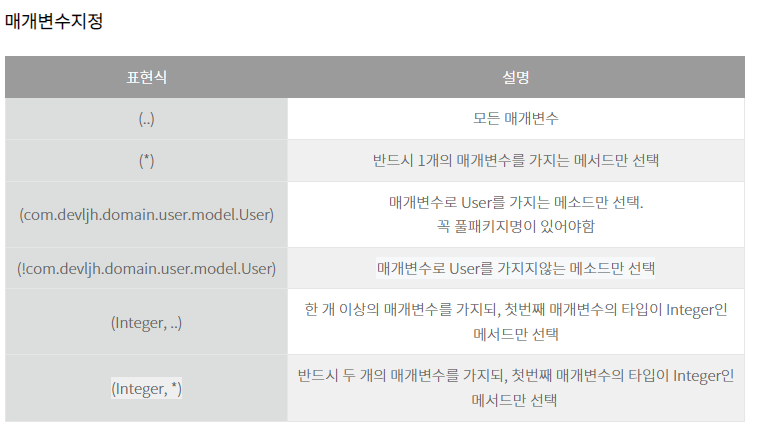 매개변수지정
표현식 설명
(..) 모든 매개변수
(*) 반드시 1개의 매개변수를 가지는 메서드만 선택
(com.devljh.domain.user.model.User) 매개변수로 User를 가지는 메소드만 선택.
꼭 풀패키지명이 있어야함
(!com.devljh.domain.user.model.User) 매개변수로 User를 가지지않는 메소드만 선택
(Integer, ..) 한 개 이상의 매개변수를 가지되, 첫번째 매개변수의 타입이 Integer인
메서드만 선택
(Integer, *) 반드시 두 개의 매개변수를 가지되, 첫번째 매개변수의 타입이 Integer인
메서드만 선택